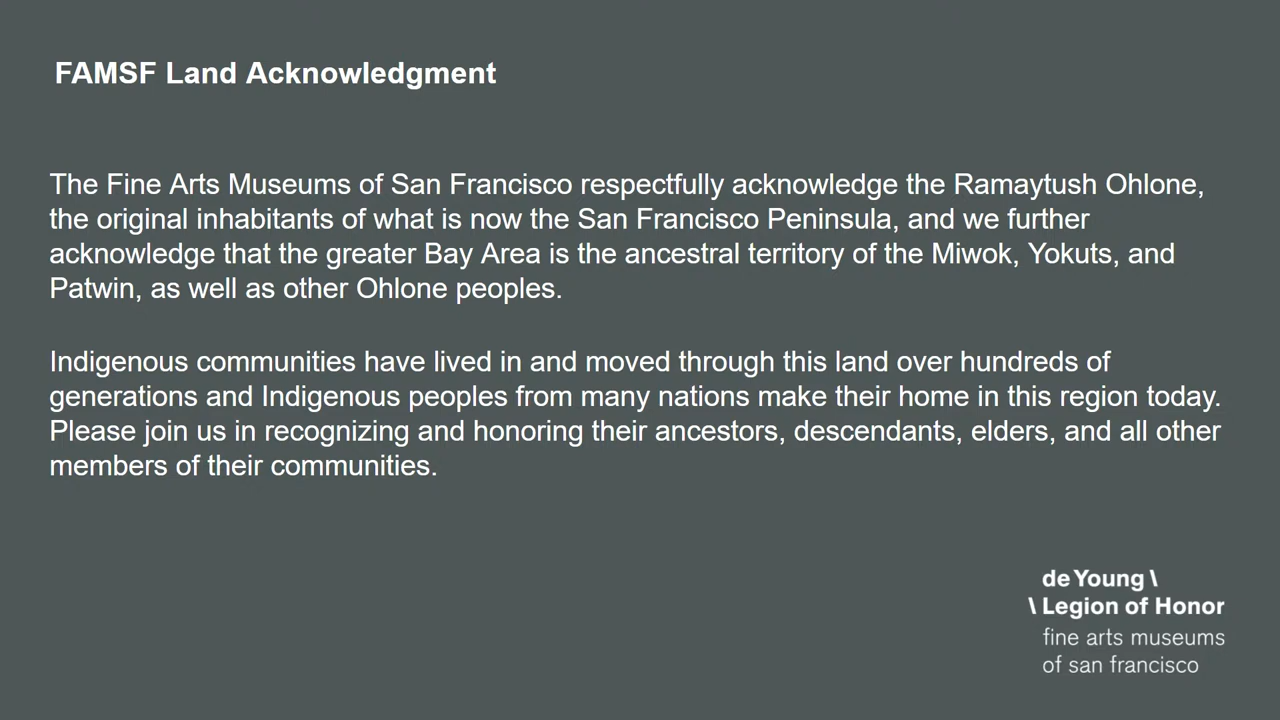 FAMSF Land Acknowledgment
The Fine Arts Museums of San Francisco respectfully acknowledge the Ramaytush Ohlone,
the original inhabitants of what is now the San Francisco Peninsula, and we further
acknowledge that the greater Bay Area is the ancestral territory of the Miwok, Yokuts, and
Patwin, as well as other Ohlone peoples.
Indigenous communities have lived in and moved through this land over hundreds of
generations and Indigenous peoples from many nations make their home in this region today.
Please join us in recognizing and honoring their ancestors, descendants, elders, and all other
members of their communities.
de Young \
\ Legion of Honor
fine arts museums
of san francisco